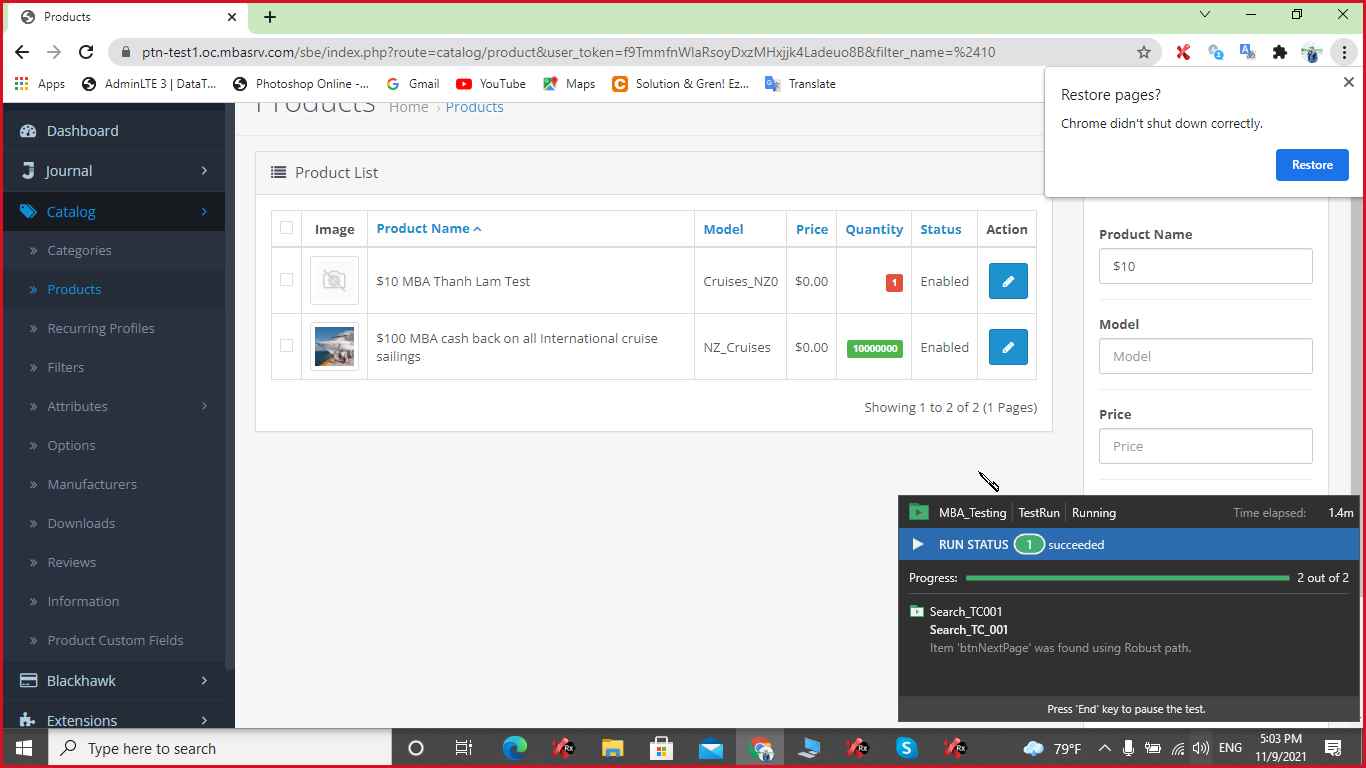 Products
ptn-test1.oc.mbasrv.com/sbe/index.php?route=catalog/product&user_token=f9TmmfnWlaRsoyDxzMHxjjk4Ladeuo8B&filter_name=%2410
Apps
AdminLTE 3 | DataT...
Photoshop Online -...
Gmail
YouTube
Maps
Solution & Gren! Ez...
Translate
Restore pages?
Chrome didn't shut down correctly.
Restore
Products
Home › Products
Dashboard
Journal
Catalog
Categories
Products
Recurring Profiles
Filters
Attributes
Options
Manufacturers
Downloads
Reviews
Information
Product Custom Fields
Blackhawk
Extensions
Product List
Image Product Name Model Price Quantity Status Action
$10 MBA Thanh Lam Test Cruises_NZ0 $0.00 1 Enabled
$100 MBA cash back on all International cruise
sailings NZ_Cruises $0.00 10000000 Enabled
Showing 1 to 2 of 2 (1 Pages)
Product Name
$10
Model
Model
Price
Price
MBA_Testing TestRun Running Time elapsed: 1.4m
RUN STATUS 1 succeeded
Progress: 2 out of 2
Search_TC001
Search_TC_001
Item 'btnNextPage' was found using Robust path.
Press 'End' key to pause the test.
Type here to search
Rx
Rx
Rx
79°F
ENG
5:03 PM
11/9/2021